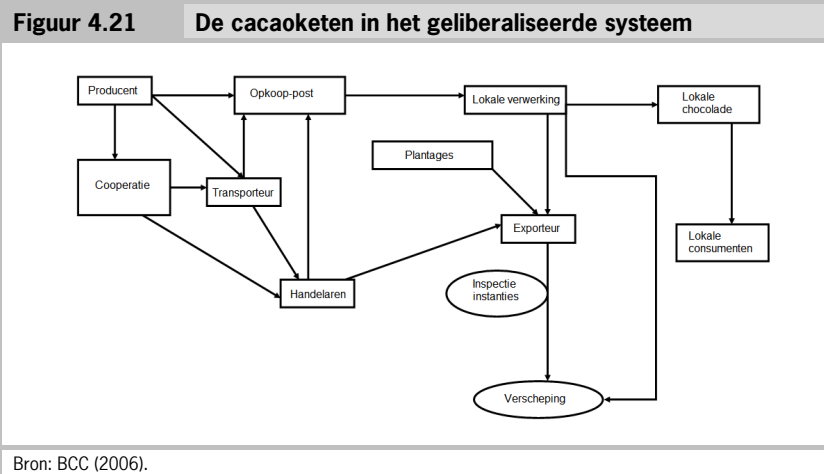 Figuur 4.21 De cacaoketen in het geliberaliseerde systeem
Producent
Opkoop-post
Lokale verwerking
Lokale
chocolade
Plantages
Cooperatie
Transporteur
Exporteur
Lokale
consumenten
Handelaren
Inspectie
instanties
Verscheping
Bron: BCC (2006).